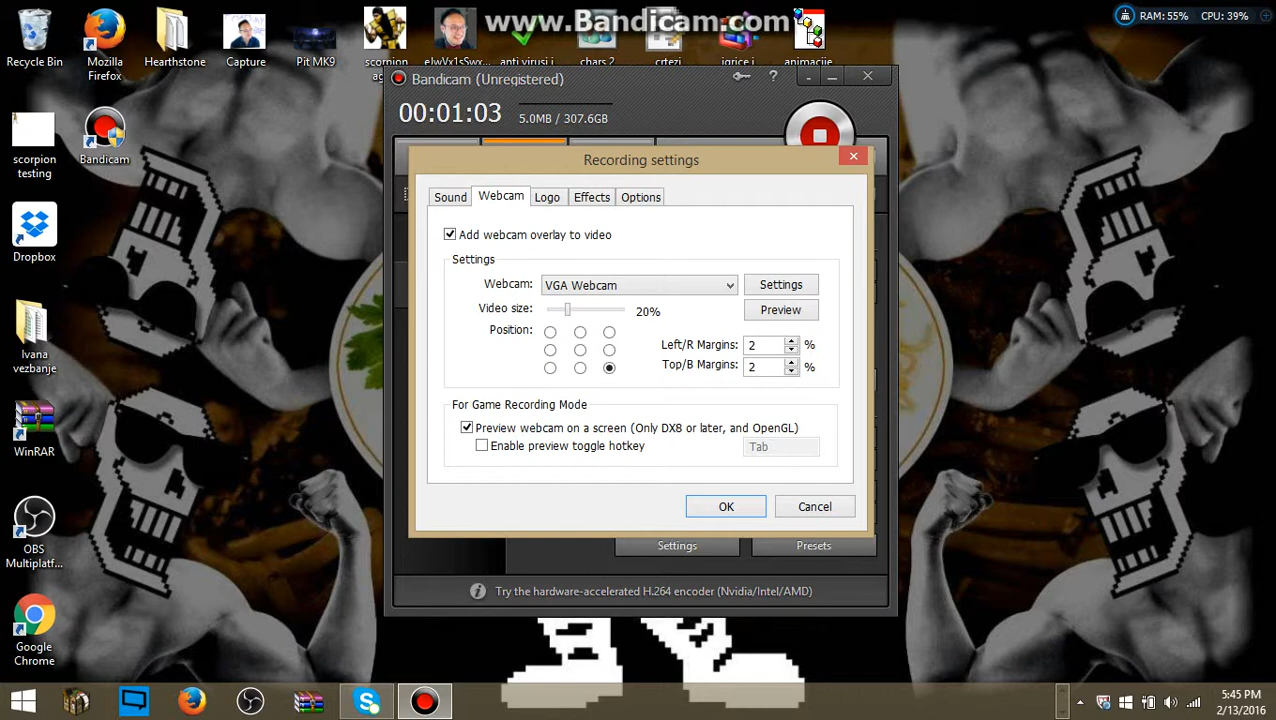 www.Bandicam.com
RAM: 55% CPU: 39%
Recycle Bin
Mozilla
Firefox
Hearthstone
Capture
Pit MK9
scorpion
anti virusi i
chars 2
crtezi
igrice i
animacije
scorpion
testing
Bandicam
Dropbox
Ivana
vezbanje
WinRAR
OBS
Multiplatf...
Google
Chrome
Bandicam (Unregistered)
?
00:01:03
5.0MB / 307.6GB
Recording settings
Sound Webcam Logo Effects Options
Add webcam overlay to video
Settings
Webcam: VGA Webcam Settings
Video size: 20% Preview
Position:
Left/R Margins: 2 %
Top/B Margins: 2 %
For Game Recording Mode
Preview webcam on a screen (Only DX8 or later, and OpenGL)
Enable preview toggle hotkey Tab
OK Cancel
Settings Presets
Try the hardware-accelerated H.264 encoder (Nvidia/Intel/AMD)
5:45 PM
2/13/2016